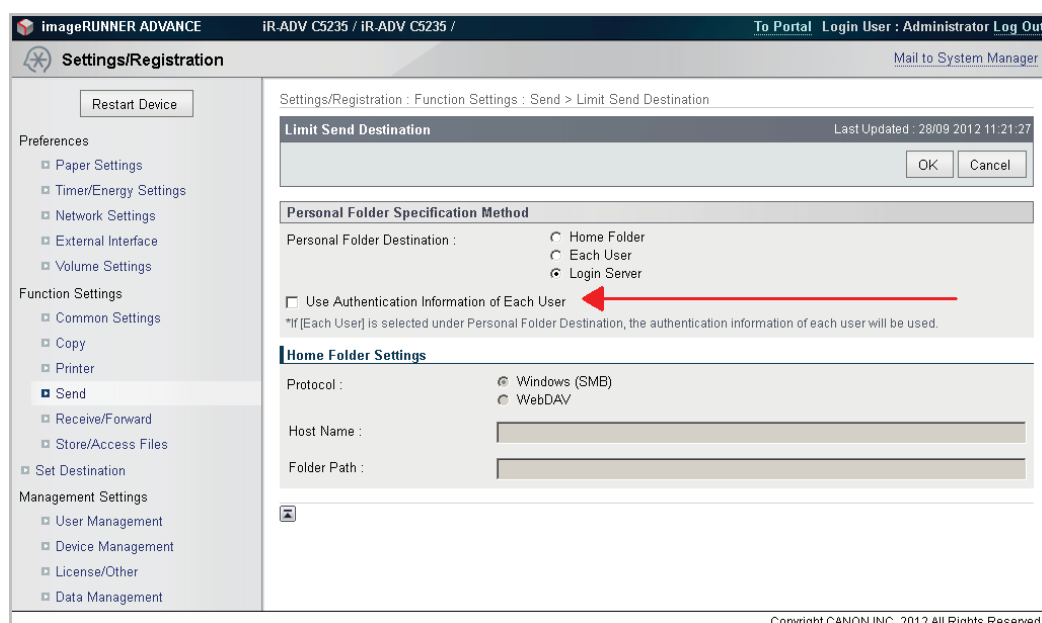 imageRUNNER ADVANCE iR-ADV C5235 / iR-ADV C5235 / To Portal Login User : Administrator Log Out
Settings/Registration Mail to System Manager
Restart Device
Preferences
Paper Settings
Timer/Energy Settings
Network Settings
External Interface
Volume Settings
Function Settings
Common Settings
Copy
Printer
Send
Receive/Forward
Store/Access Files
Set Destination
Management Settings
User Management
Device Management
License/Other
Data Management
Settings/Registration : Function Settings : Send > Limit Send Destination
Limit Send Destination Last Updated : 28/09 2012 11:21:27
OK Cancel
Personal Folder Specification Method
Personal Folder Destination :
Home Folder
Each User
Login Server
Use Authentication Information of Each User
*If [Each User] is selected under Personal Folder Destination, the authentication information of each user will be used.
Home Folder Settings
Protocol :
Windows (SMB)
WebDAV
Host Name :
Folder Path :
Copyright CANON INC. 2012 All Rights Reserved